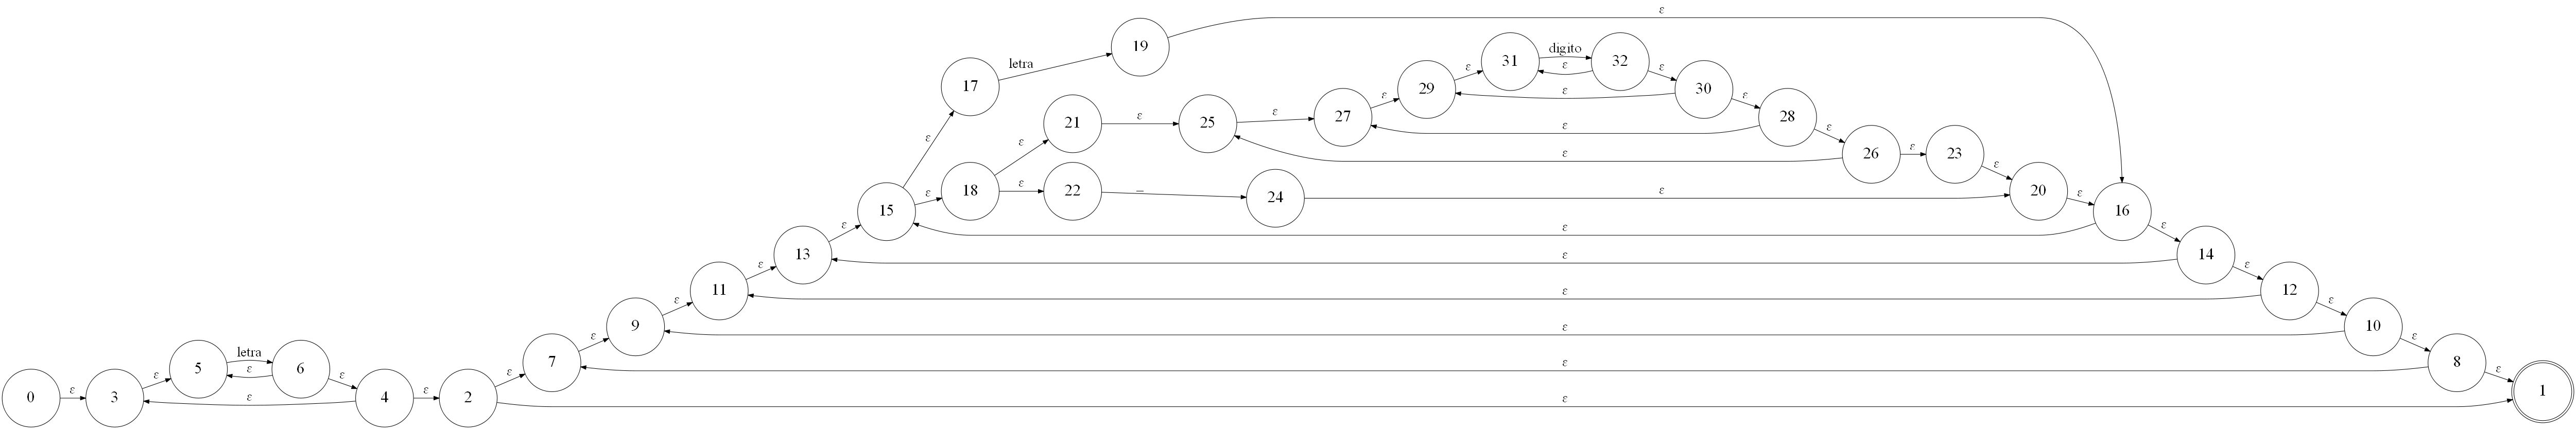 ε
19
letra
digito
31
ε
32
17
ε
ε
29
ε
30
ε
ε
27
ε
28
21
ε
25
ε
ε
ε
ε
ε
26
ε
23
ε
ε
18
ε
22
_
24
ε
20
ε
15
ε
16
ε
ε
ε
13
ε
14
ε
ε
11
ε
12
ε
ε
9
ε
10
ε
ε
7
ε
8
letra
5
ε
6
ε
ε
ε
ε
0
ε
3
ε
4
ε
2
ε
1